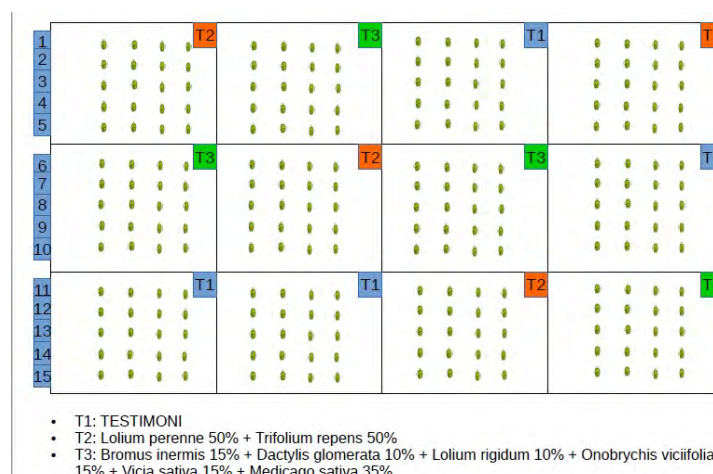 1 T2 T3 T1 T
2
3
4
5
6 T3 T2 T3
7
8
9
10
11 T1 T1 T2 T
12
13
14
15
• T1: TESTIMONI
• T2: Lolium perenne 50% + Trifolium repens 50%
• T3: Bromus inermis 15% + Dactylis glomerata 10% + Lolium rigidum 10% + Onobrychis viciifolia
15% + Vicia sativa 15% + Medicago sativa 35%